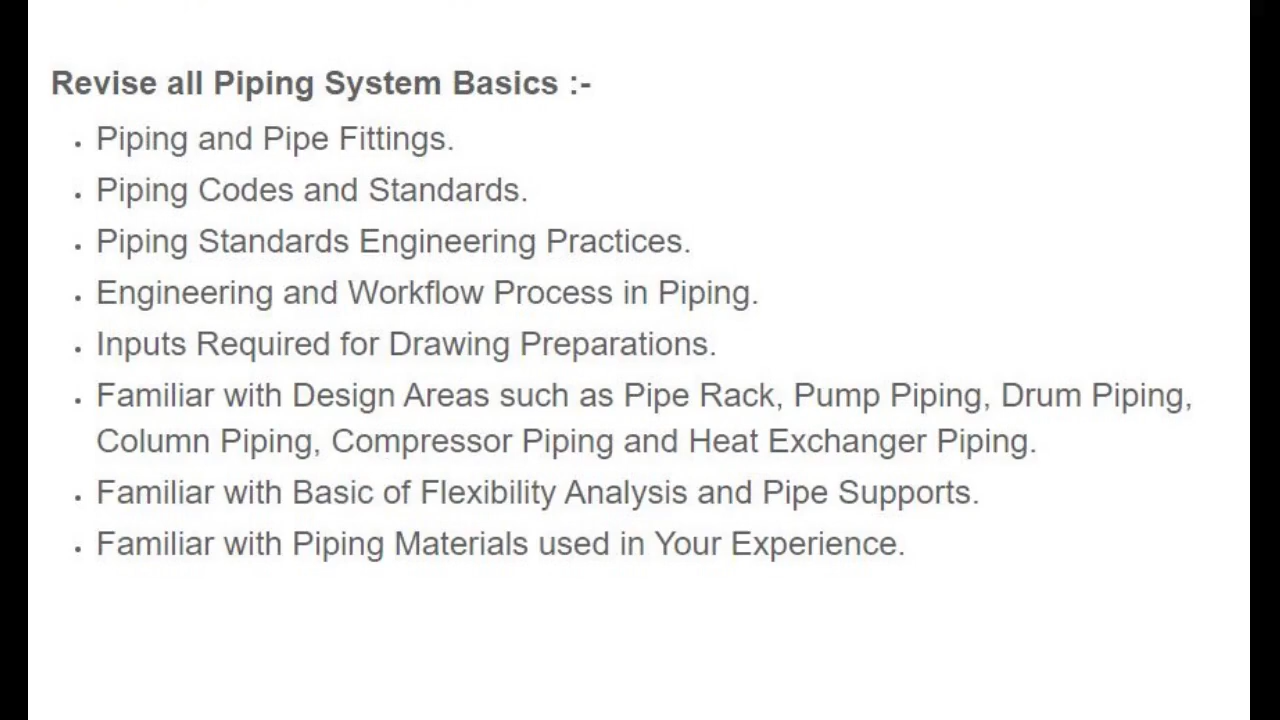 Revise all Piping System Basics :-
• Piping and Pipe Fittings.
• Piping Codes and Standards.
• Piping Standards Engineering Practices.
• Engineering and Workflow Process in Piping.
• Inputs Required for Drawing Preparations.
• Familiar with Design Areas such as Pipe Rack, Pump Piping, Drum Piping,
Column Piping, Compressor Piping and Heat Exchanger Piping.
• Familiar with Basic of Flexibility Analysis and Pipe Supports.
• Familiar with Piping Materials used in Your Experience.